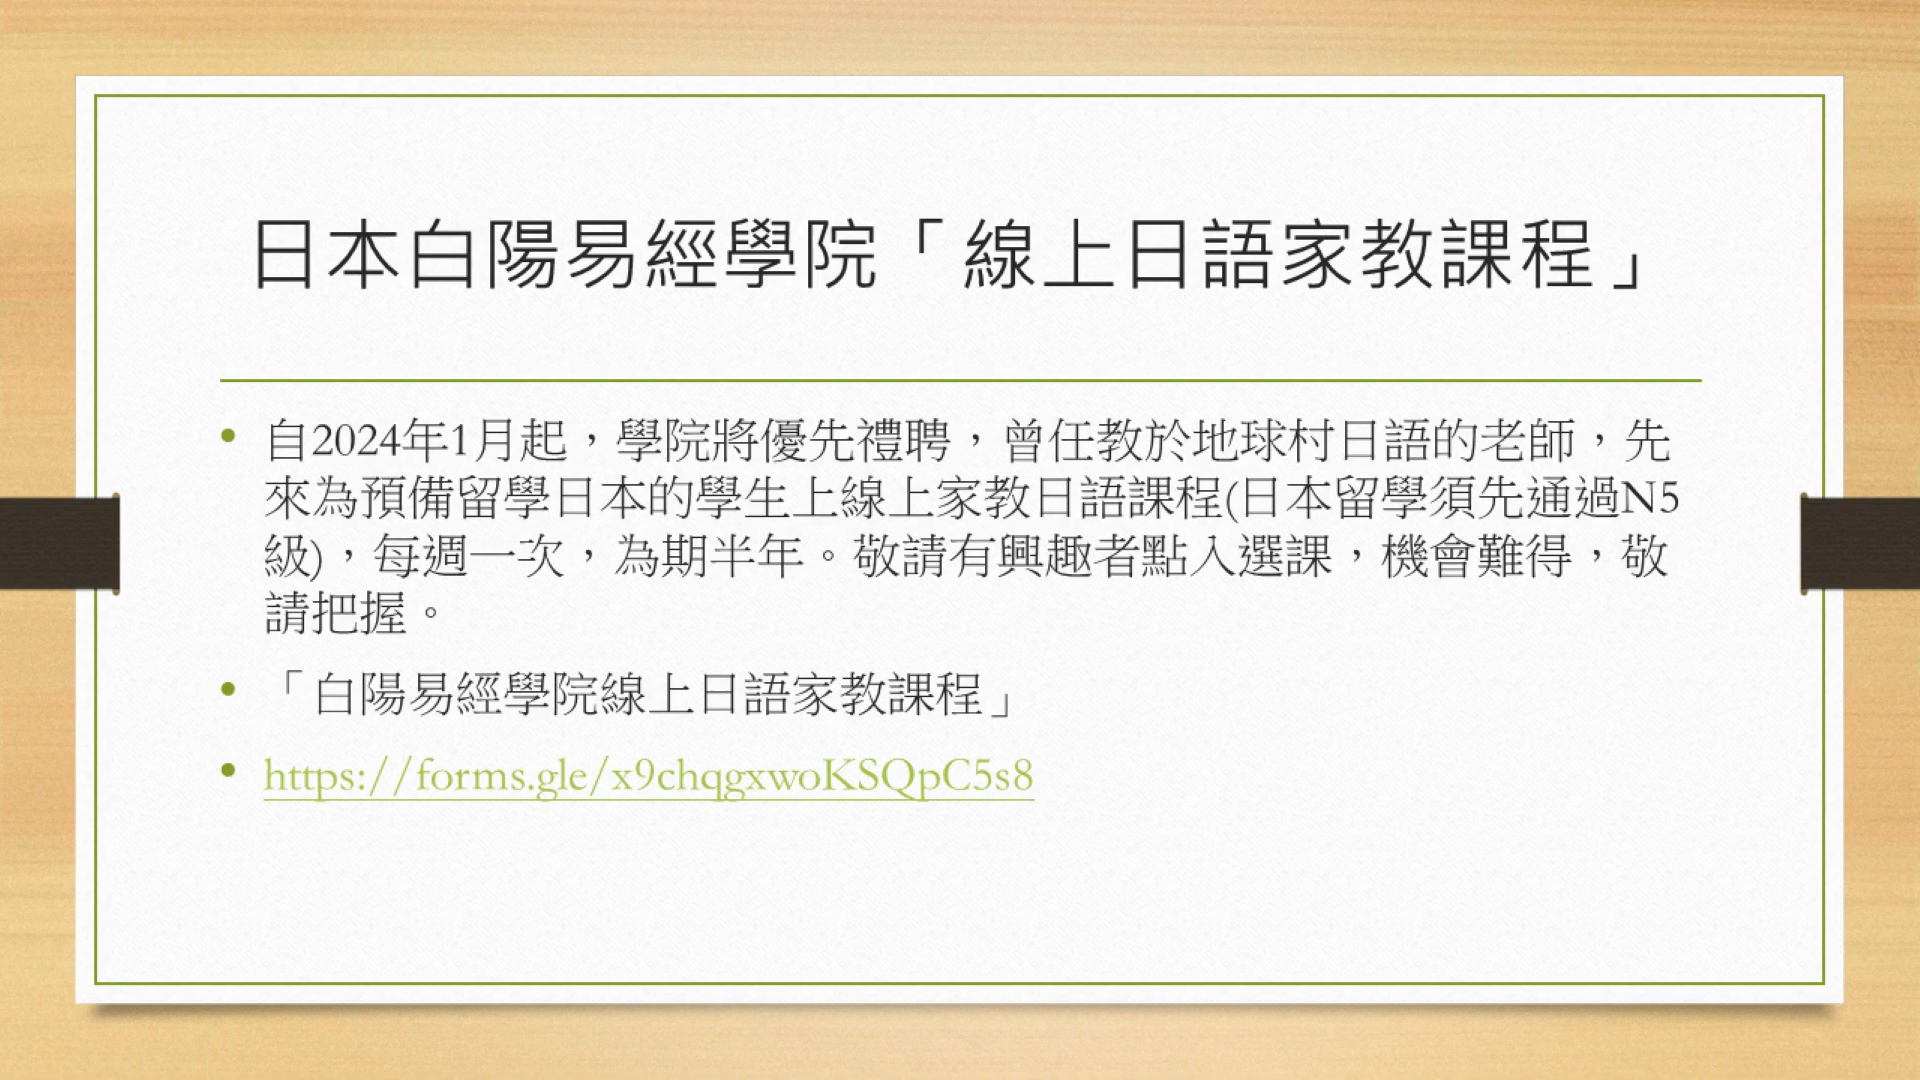 日本白陽易經學院「線上日語家教課程」
• 自2024年1月起，學院將優先禮聘，曾任教於地球村日語的老師，先
來為預備留學日本的學生上線上家教日語課程(日本留學須先通過N5
級)，每週一次，為期半年。敬請有興趣者點入選課，機會難得，敬
請把握。
• 「白陽易經學院線上日語家教課程」
• https://forms.gle/x9chqgxwoKSQpC5s8